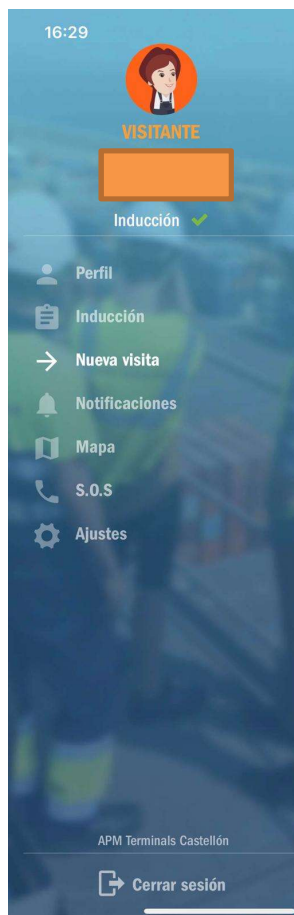 16:29
VISITANTE
Inducción
Perfil
Inducción
Nueva visita
Notificaciones
Mapa
S.O.S
Ajustes
APM Terminals Castellón
Cerrar sesión